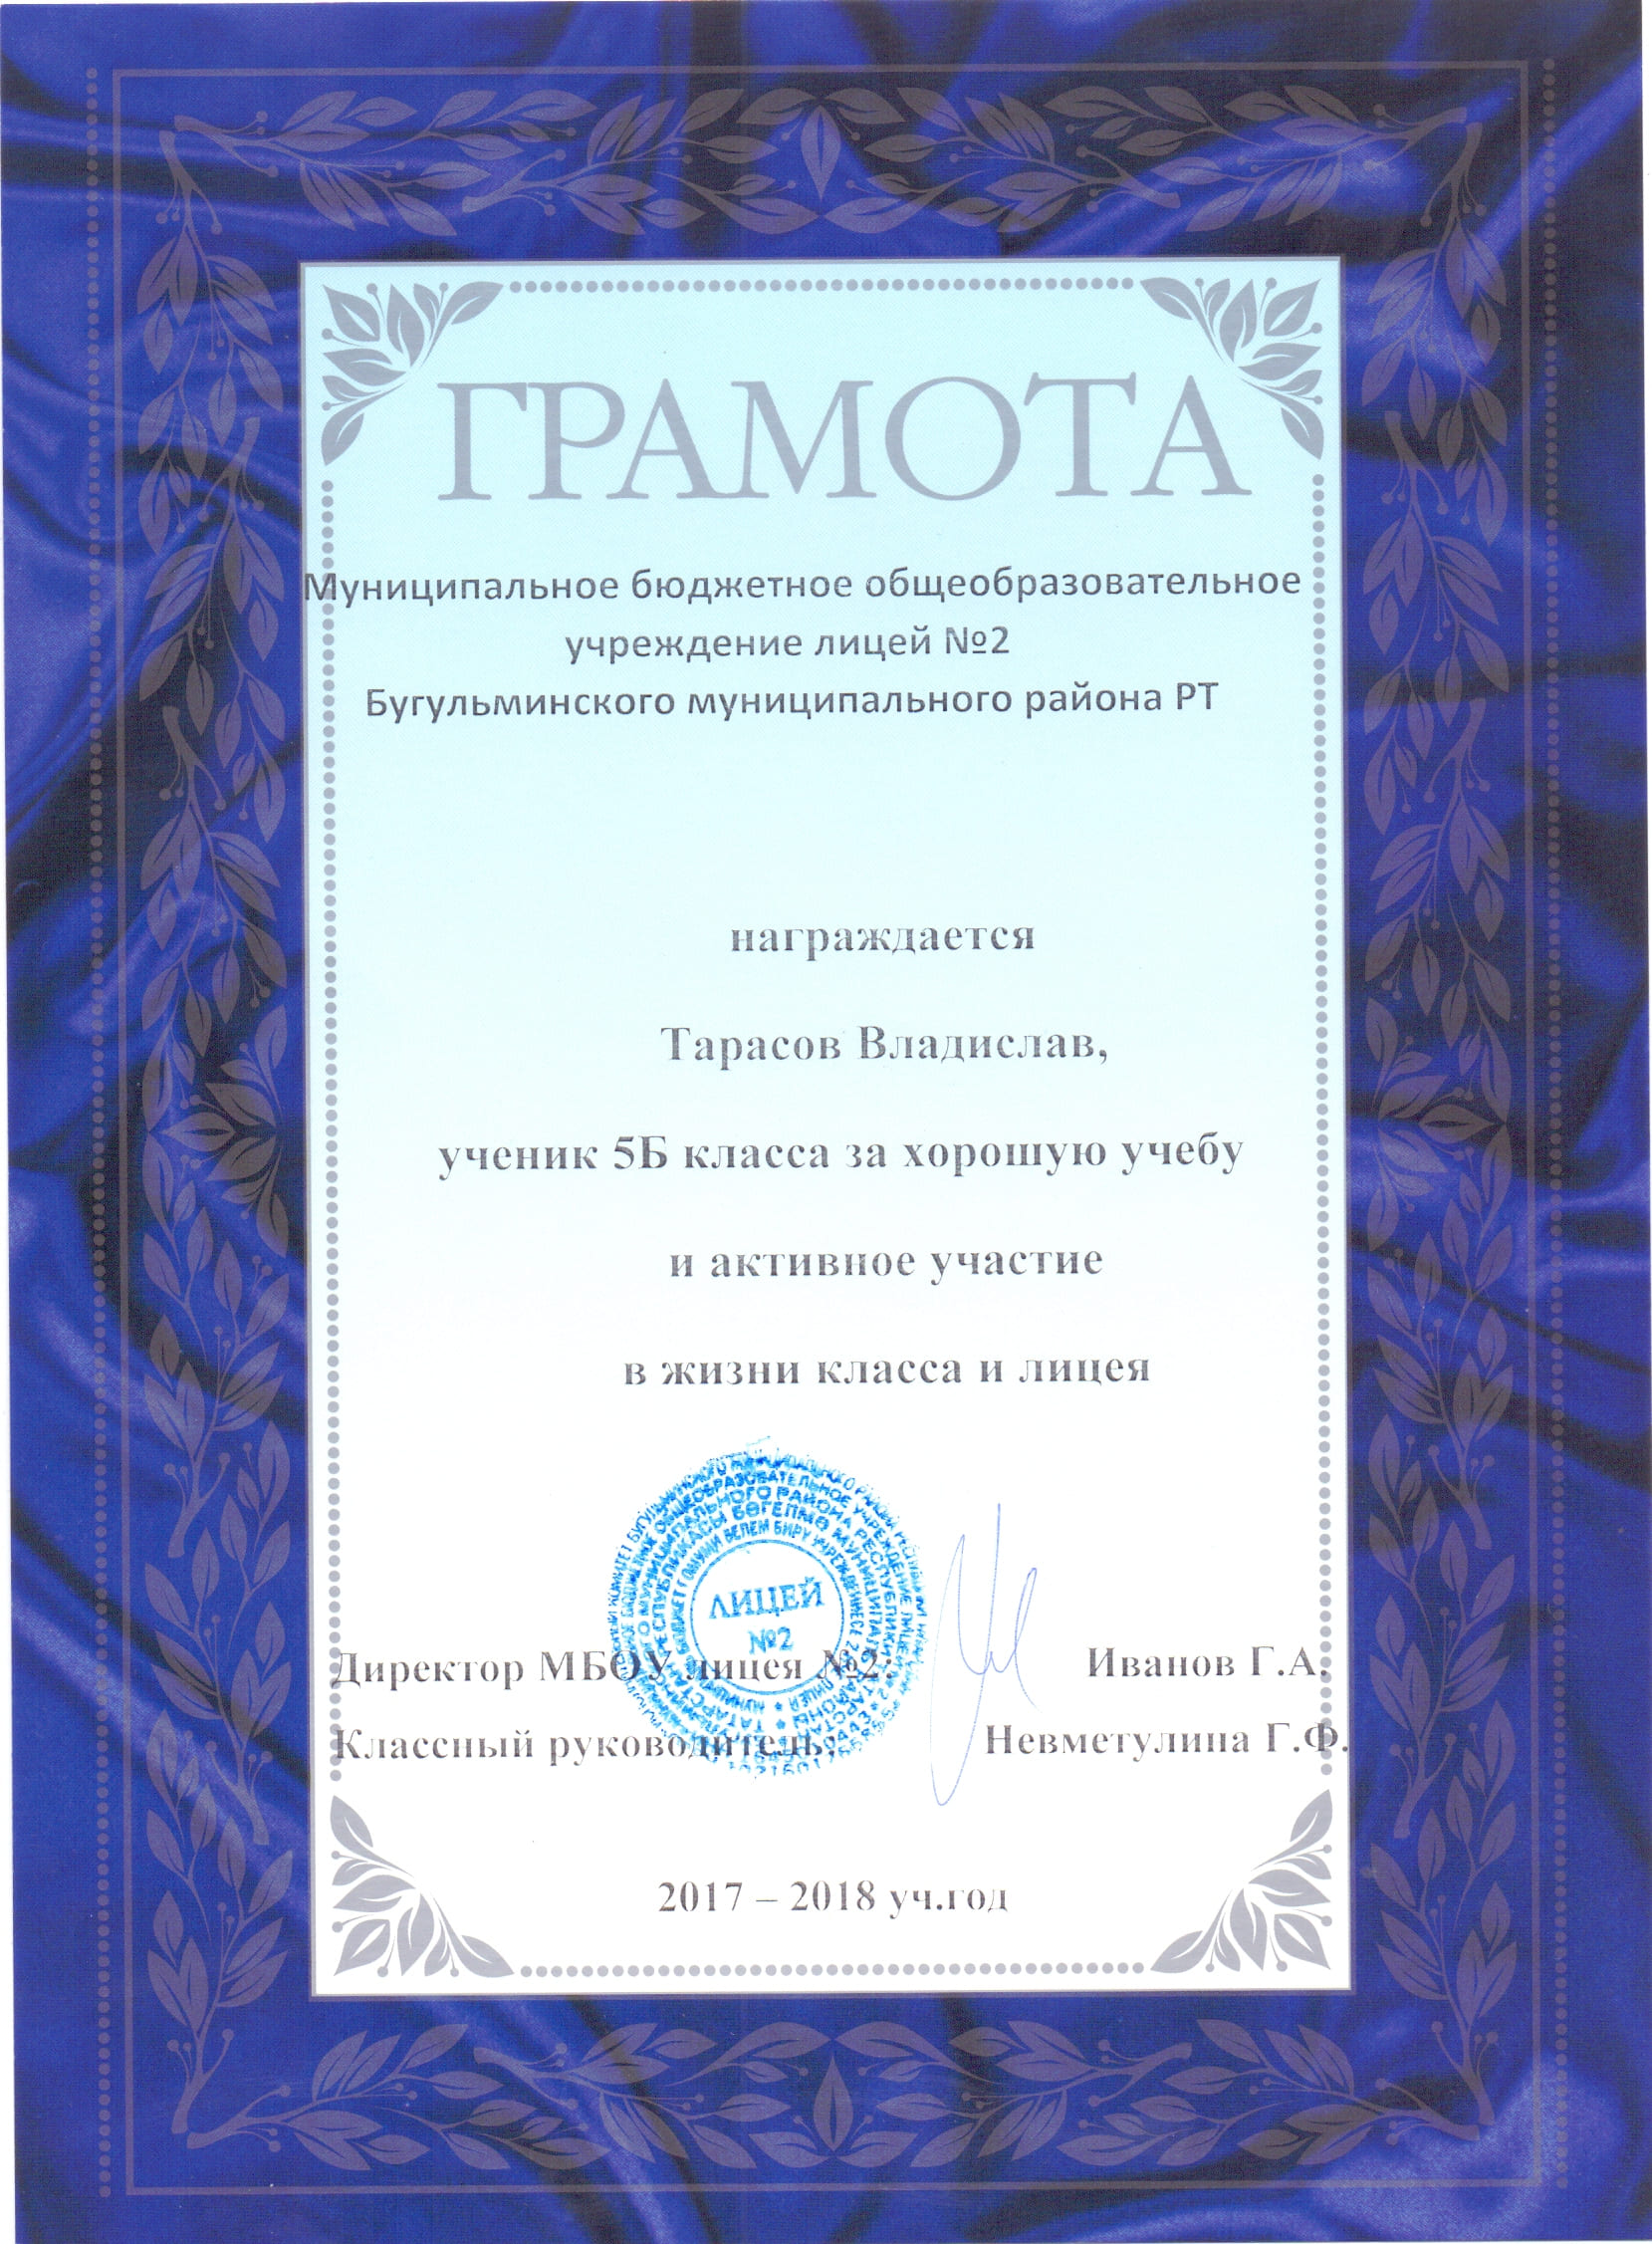 ГРАМОТА
Муниципальное бюджетное общеобразовательное
учреждение лицей №2
Бугульминского муниципального района РТ
награждается
Тарасов Владислав,
ученик 5Б класса за хорошую учебу
и активное участие
в жизни класса и лицея
ЛИЦЕЙ
№2
Директор МБОУ лицея №2: Иванов Г.А.
Классный руководитель: Невметулина Г.Ф.
2017 – 2018 уч.год